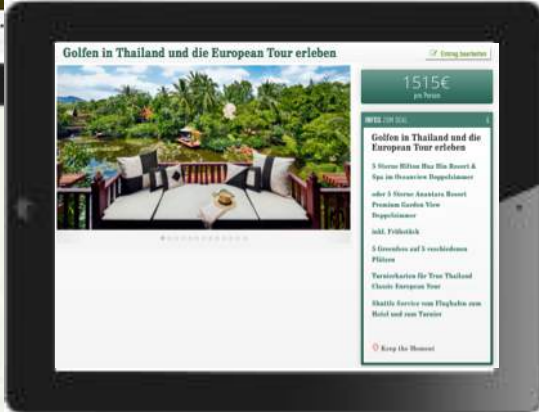 Golfen in Thailand und die European Tour erleben
Eintrag bearbeiten
1515€
pro Person
INFOS ZUM DEAL
Golfen in Thailand und die
European Tour erleben
5 Sterne Hilton Hua Hin Resort &
Spa im Oceanview Doppelzimmer
oder 5 Sterne Anantara Resort
Premium Garden View
Doppelzimmer
inkl. Frühstück
5 Greenfees auf 5 verschiedenen
Plätzen
Turnierkarten für True Thailand
Classic European Tour
Shuttle Service vom Flughafen zum
Hotel und zum Turnier
Keep the Moment